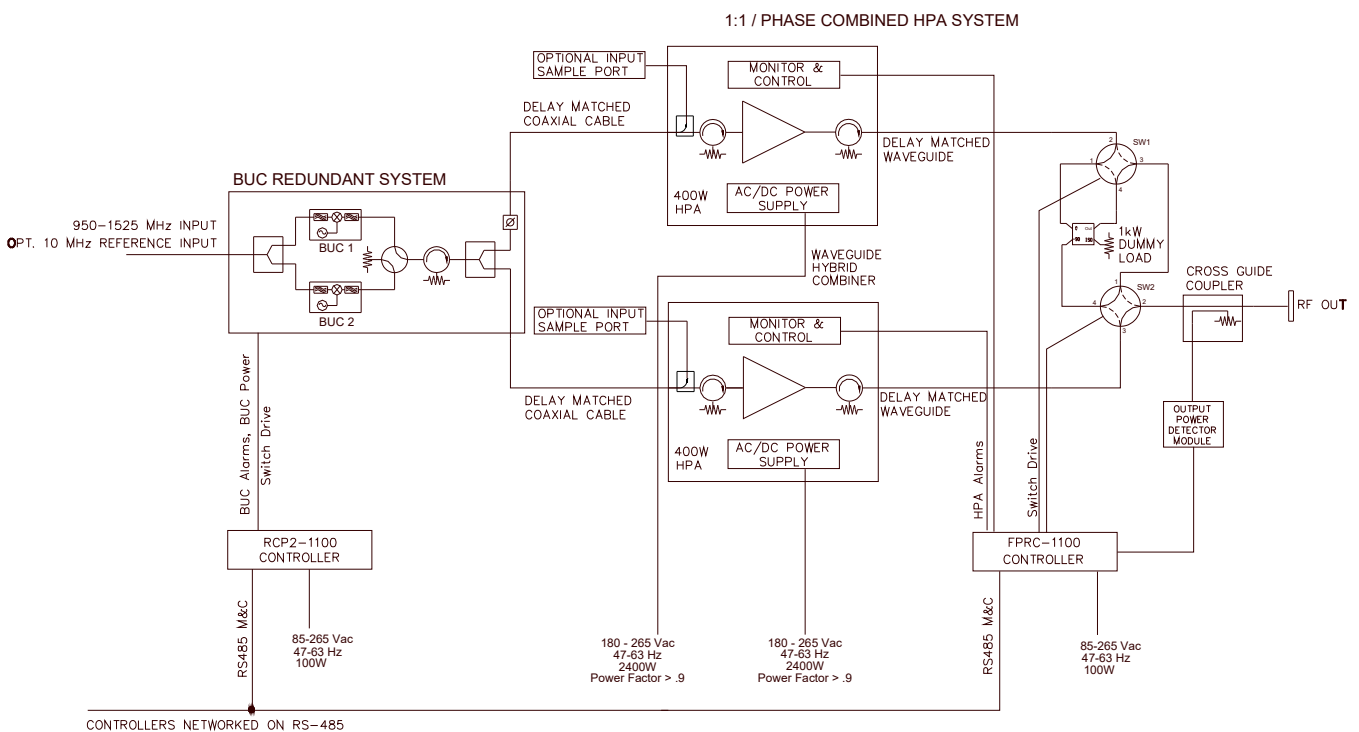 1:1 / PHASE COMBINED HPA SYSTEM
OPTIONAL INPUT
SAMPLE PORT
MONITOR &
CONTROL
DELAY MATCHED
COAXIAL CABLE
DELAY MATCHED
WAVEGUIDE
2
SW1
1
3
4
400W
HPA
AC/DC POWER
SUPPLY
BUC REDUNDANT SYSTEM
950-1525 MHz INPUT
OPT. 10 MHz REFERENCE INPUT
BUC 1
BUC 2
Ø
1kW
DUMMY
LOAD
WAVEGUIDE
HYBRID
COMBINER
CROSS GUIDE
COUPLER
1
SW2
4
2
3
RF OUT
OPTIONAL INPUT
SAMPLE PORT
MONITOR &
CONTROL
DELAY MATCHED
COAXIAL CABLE
DELAY MATCHED
WAVEGUIDE
400W
HPA
AC/DC POWER
SUPPLY
OUTPUT
POWER
DETECTOR
MODULE
BUC Alarms, BUC Power
Switch Drive
HPA Alarms
Switch Drive
RCP2-1100
CONTROLLER
FPRC-1100
CONTROLLER
RS485 M&C
85-265 Vac
47-63 Hz
100W
180 - 265 Vac
47-63 Hz
2400W
Power Factor > .9
180 - 265 Vac
47-63 Hz
2400W
Power Factor > .9
RS485 M&C
85-265 Vac
47-63 Hz
100W
CONTROLLERS NETWORKED ON RS-485